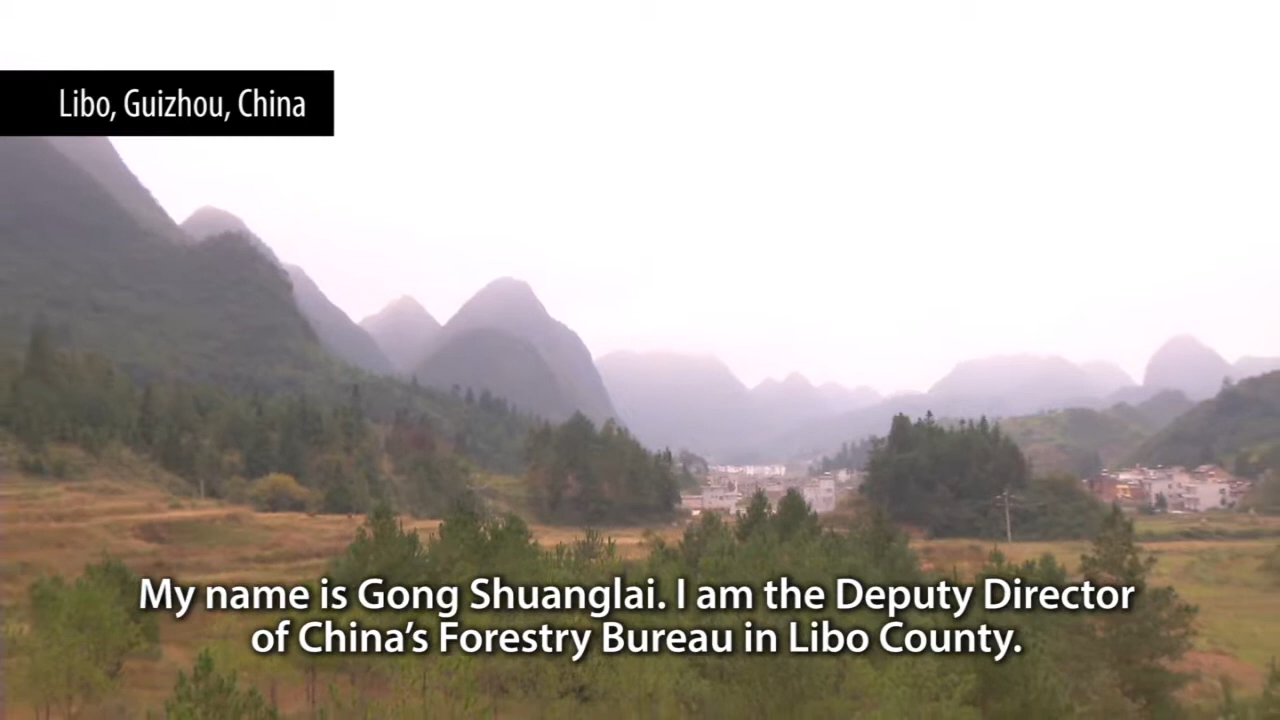 Libo, Guizhou, China
My name is Gong Shuanglai. I am the Deputy Director
of China's Forestry Bureau in Libo County.